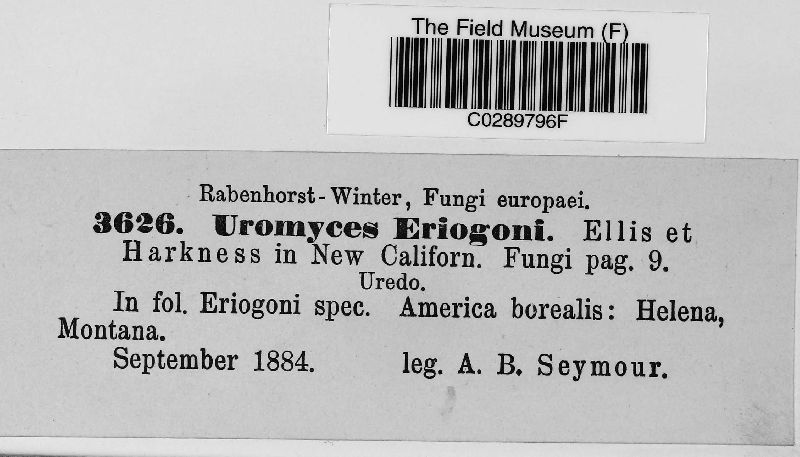 The Field Museum (F)
C0289796F
Rabenhorst-Winter, Fungi europaei.
3626. Uromyces Eriogoni. Ellis et
Harkness in New Californ. Fungi pag. 9.
Uredo.
In fol. Eriogoni spec. America borealis: Helena,
Montana.
September 1884. leg. A. B. Seymour.